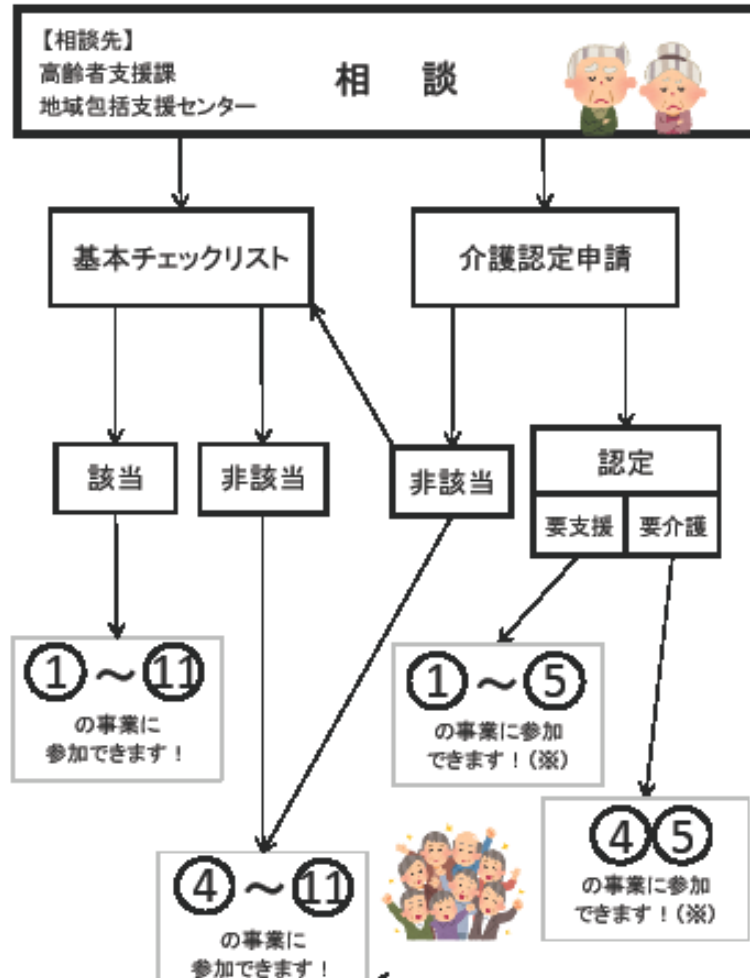 【相談先】
高齢者支援課
地域包括支援センター
相 談
基本チェックリスト
介護認定申請
該当
非該当
非該当
認定
要支援
要介護
①～⑪
の事業に
参加できます！
①～⑤
の事業に参加
できます！（※）
④⑤
の事業に参加
できます！（※）
④～⑪
の事業に
参加できます！